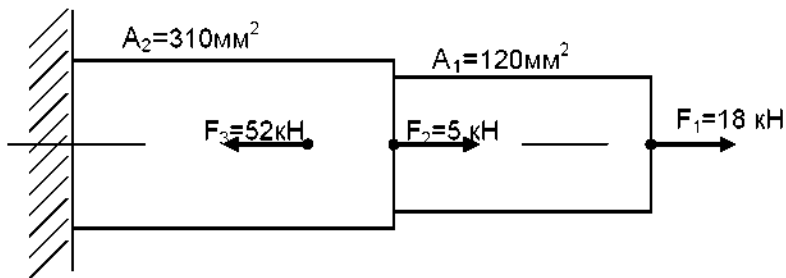 A₂=310мм²
A₁=120мм²
F₃=52кН
F₂=5 кН
F₁=18 кН